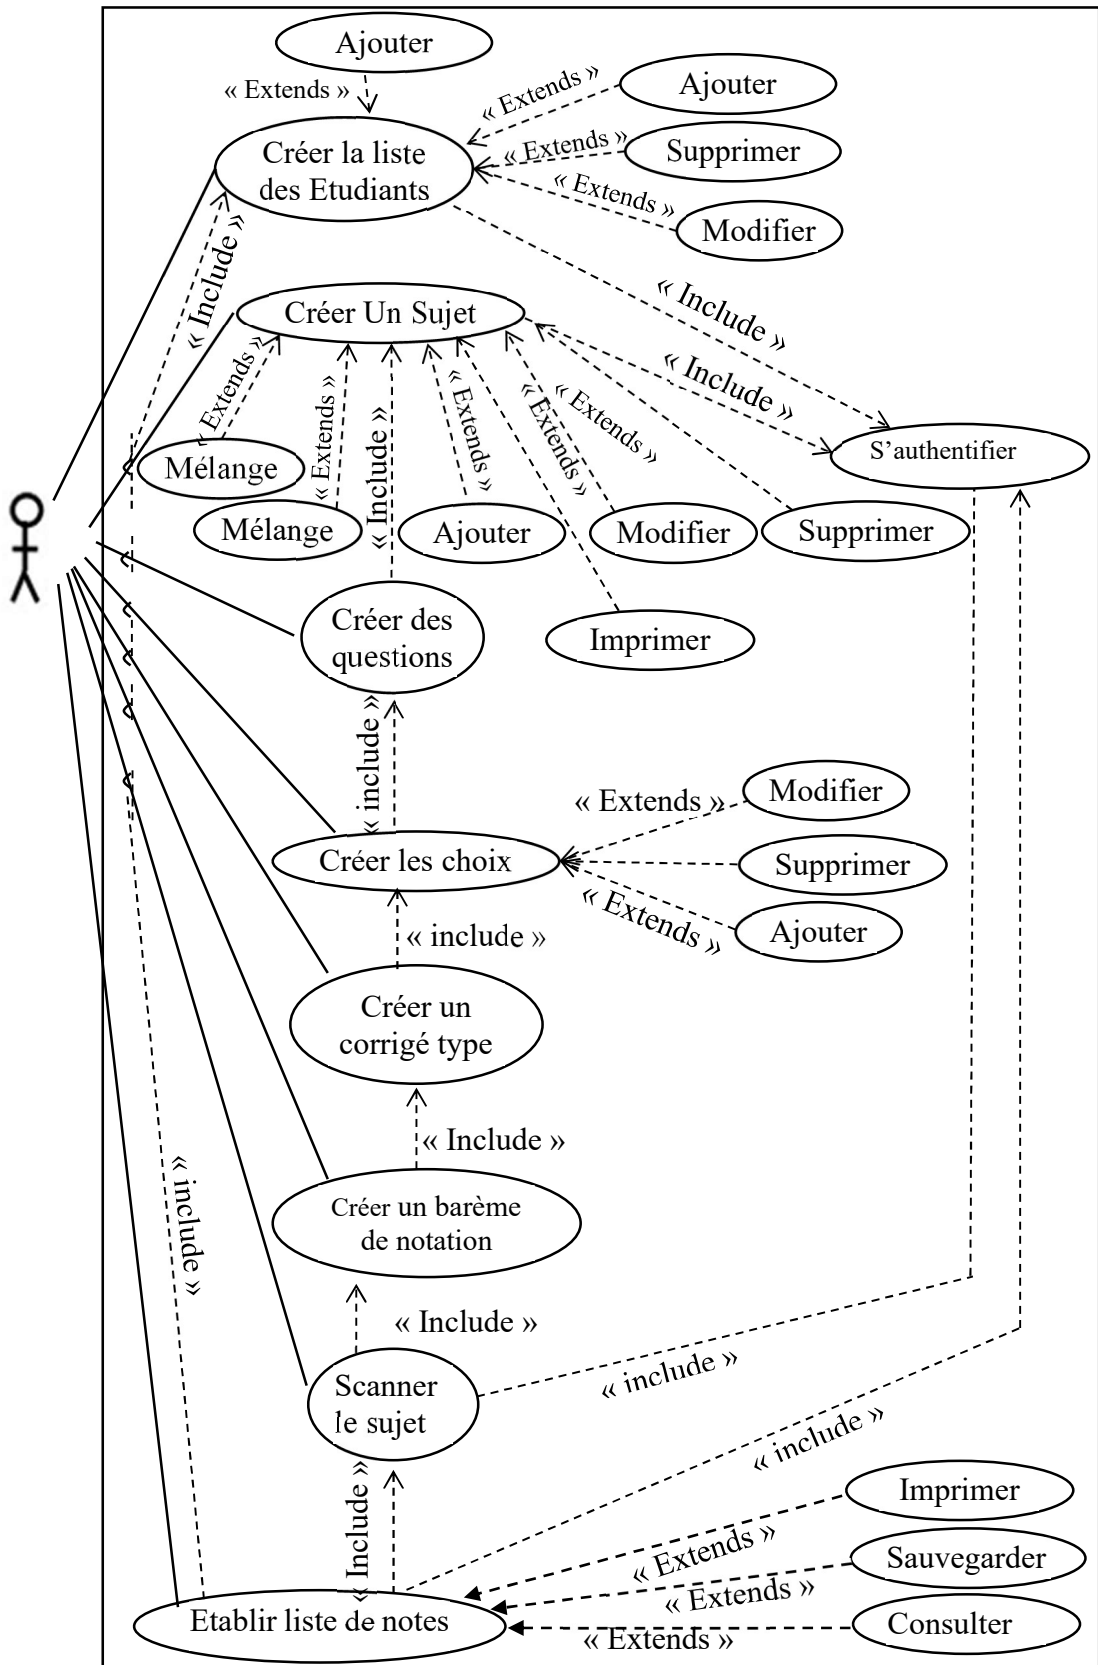 Ajouter
« Extends »
« Extends »
Ajouter
« Extends »
Supprimer
Créer la liste
des Etudiants
« Extends »
Modifier
« Include »
« Include »
Créer Un Sujet
« Include »
« Extends »
« Extends »
« Include »
« Extends »
« Extends »
« Extends »
S'authentifier
Mélange
Mélange
Ajouter
Modifier
Supprimer
Créer des
questions
Imprimer
« include »
« Extends »
Modifier
Créer les choix
Supprimer
« Extends »
Ajouter
« include »
Créer un
corrigé type
« Include »
« include »
Créer un barème
de notation
« Include »
Scanner
le sujet
« include »
« include »
« Include »
Imprimer
« Extends »
Sauvegarder
« Extends »
Etablir liste de notes
« Extends »
Consulter